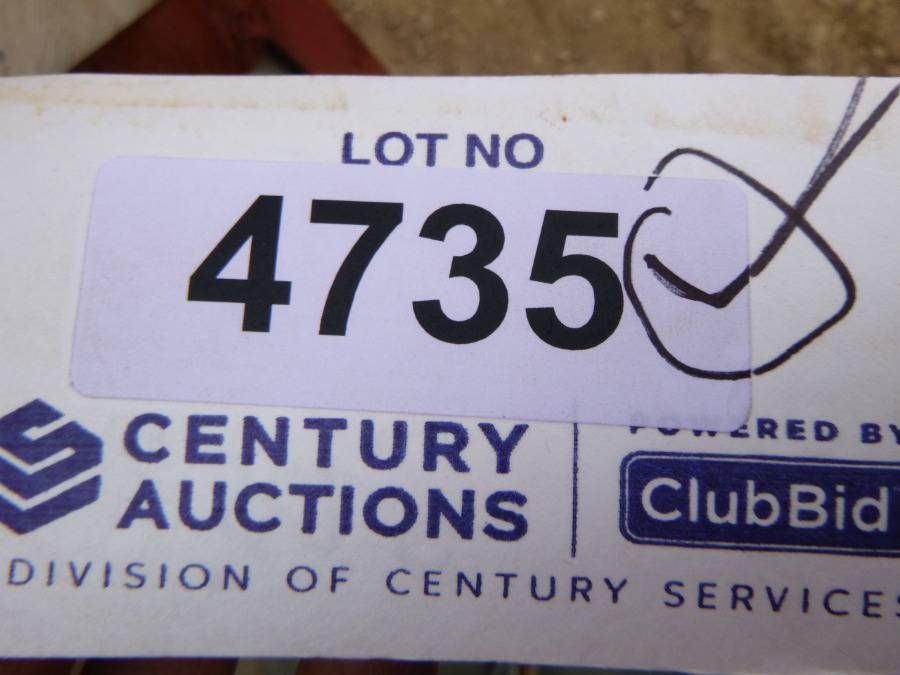 LOT NO
4735
CENTURY
AUCTIONS
DIVISION OF CENTURY SERVICES
POWERED BY
ClubBid